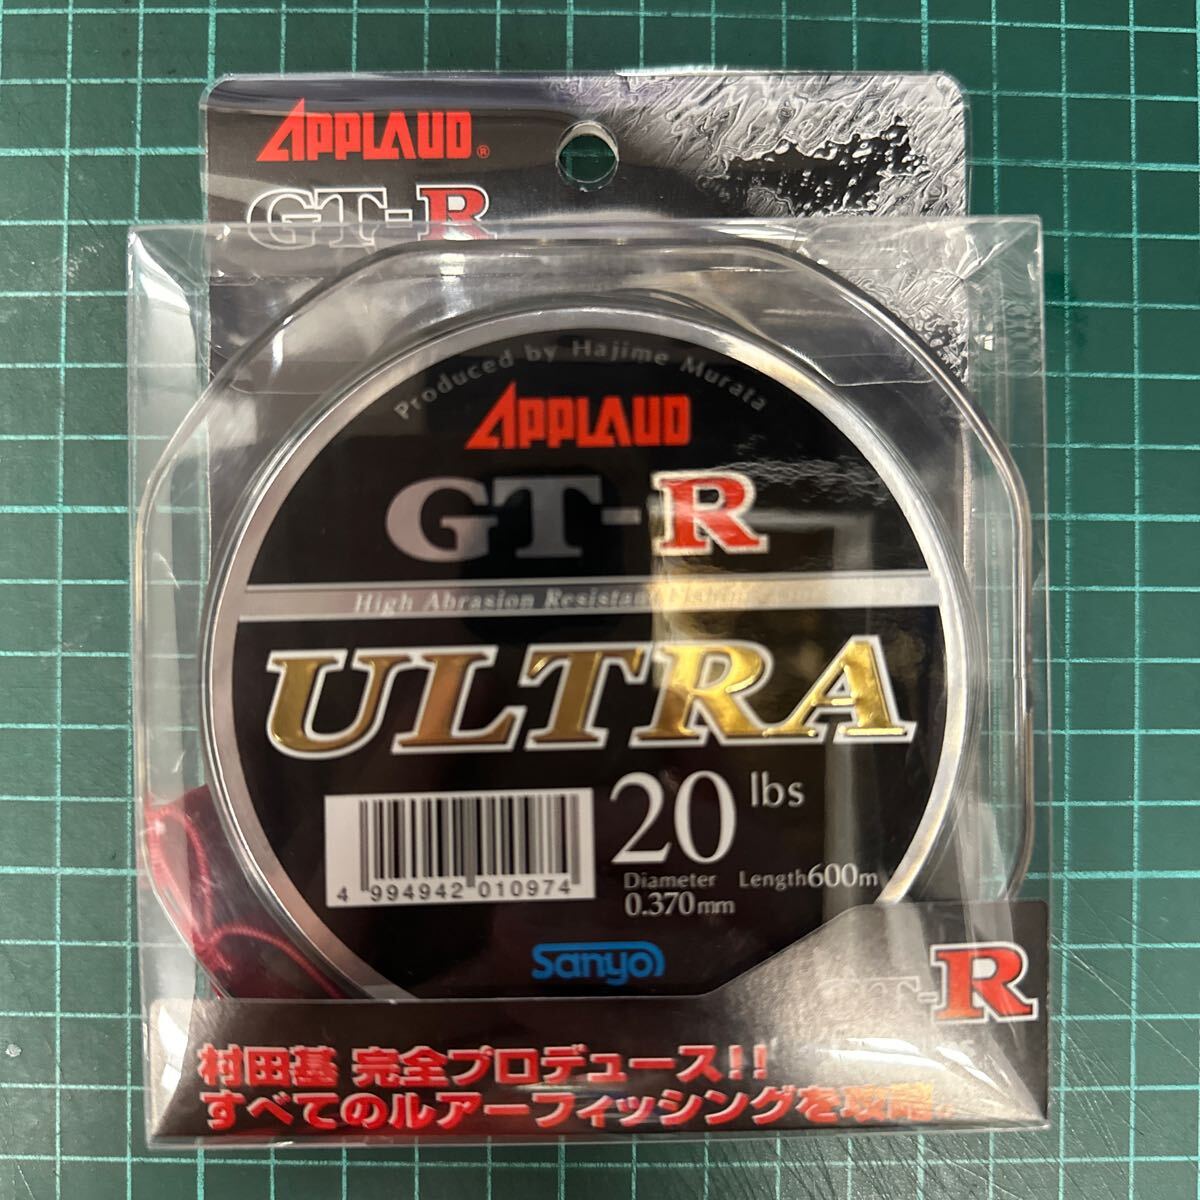 APPLAUD®
GT-R
Produced by Hajime Murata
APPLAUD
GT-R
High Abrasion Resistant Fishing
ULTRA
20 lbs
Diameter Length 600m
0.370mm
4 994942 010974
Sanyo
T-R
村田基 完全プロデュース!!
すべてのルアーフィッシングを攻略。